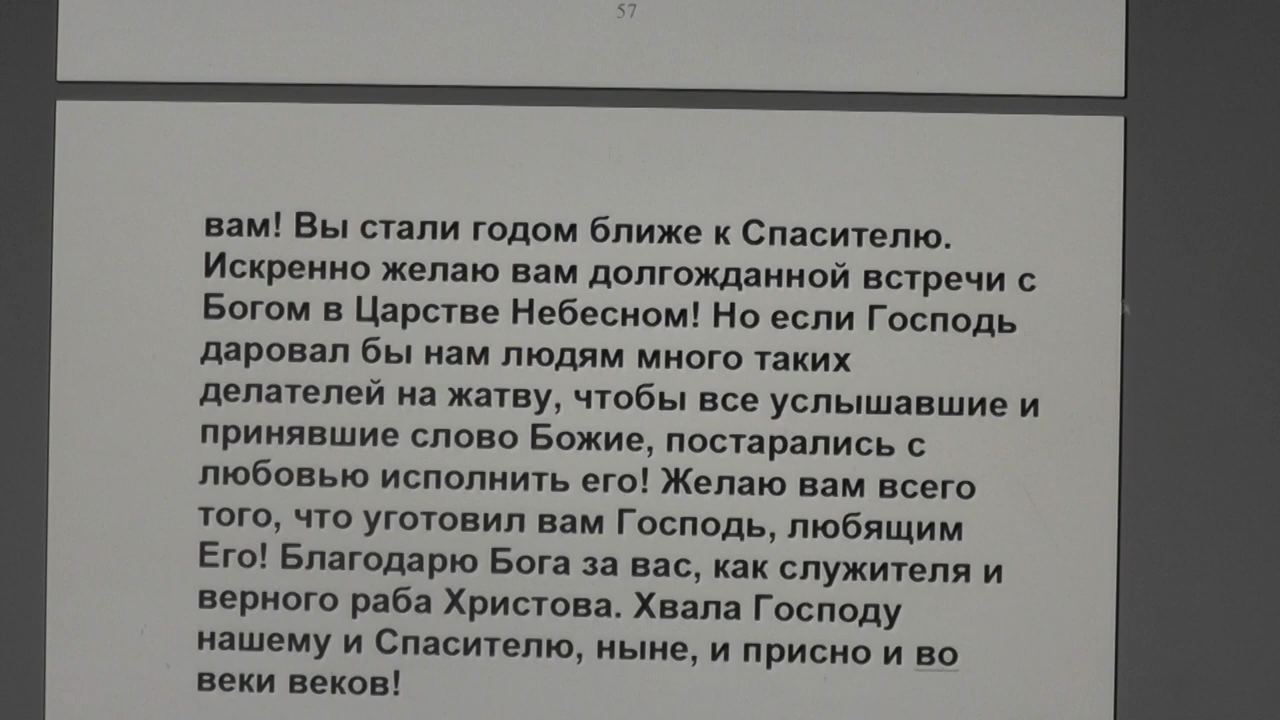 57
вам! Вы стали годом ближе к Спасителю.
Искренно желаю вам долгожданной встречи с
Богом в Царстве Небесном! Но если Господь
даровал бы нам людям много таких
делателей на жатву, чтобы все услышавшие и
принявшие слово Божие, постарались с
любовью исполнить его! Желаю вам всего
того, что уготовил вам Господь, любящим
Его! Благодарю Бога за вас, как служителя и
верного раба Христова. Хвала Господу
нашему и Спасителю, ныне, и присно и во
веки веков!